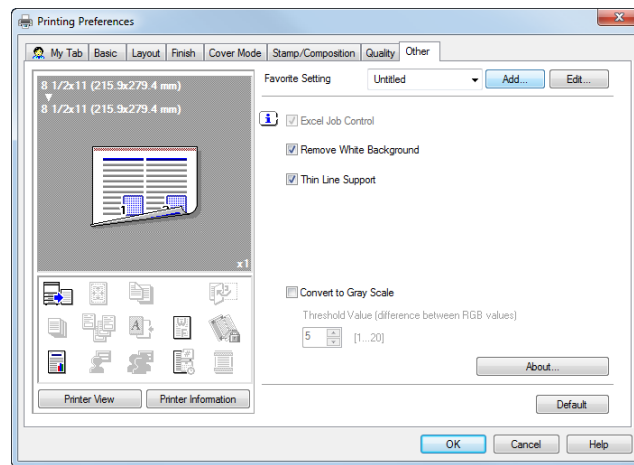 Printing Preferences
My Tab Basic Layout Finish Cover Mode Stamp/Composition Quality Other
8 1/2x11 (215.9x279.4 mm)
8 1/2x11 (215.9x279.4 mm)
1 2
x1
Printer View Printer Information
Favorite Setting Untitled Add... Edit...
Excel Job Control
Remove White Background
Thin Line Support
Convert to Gray Scale
Threshold Value (difference between RGB values)
5 [1...20]
About...
Default
OK Cancel Help